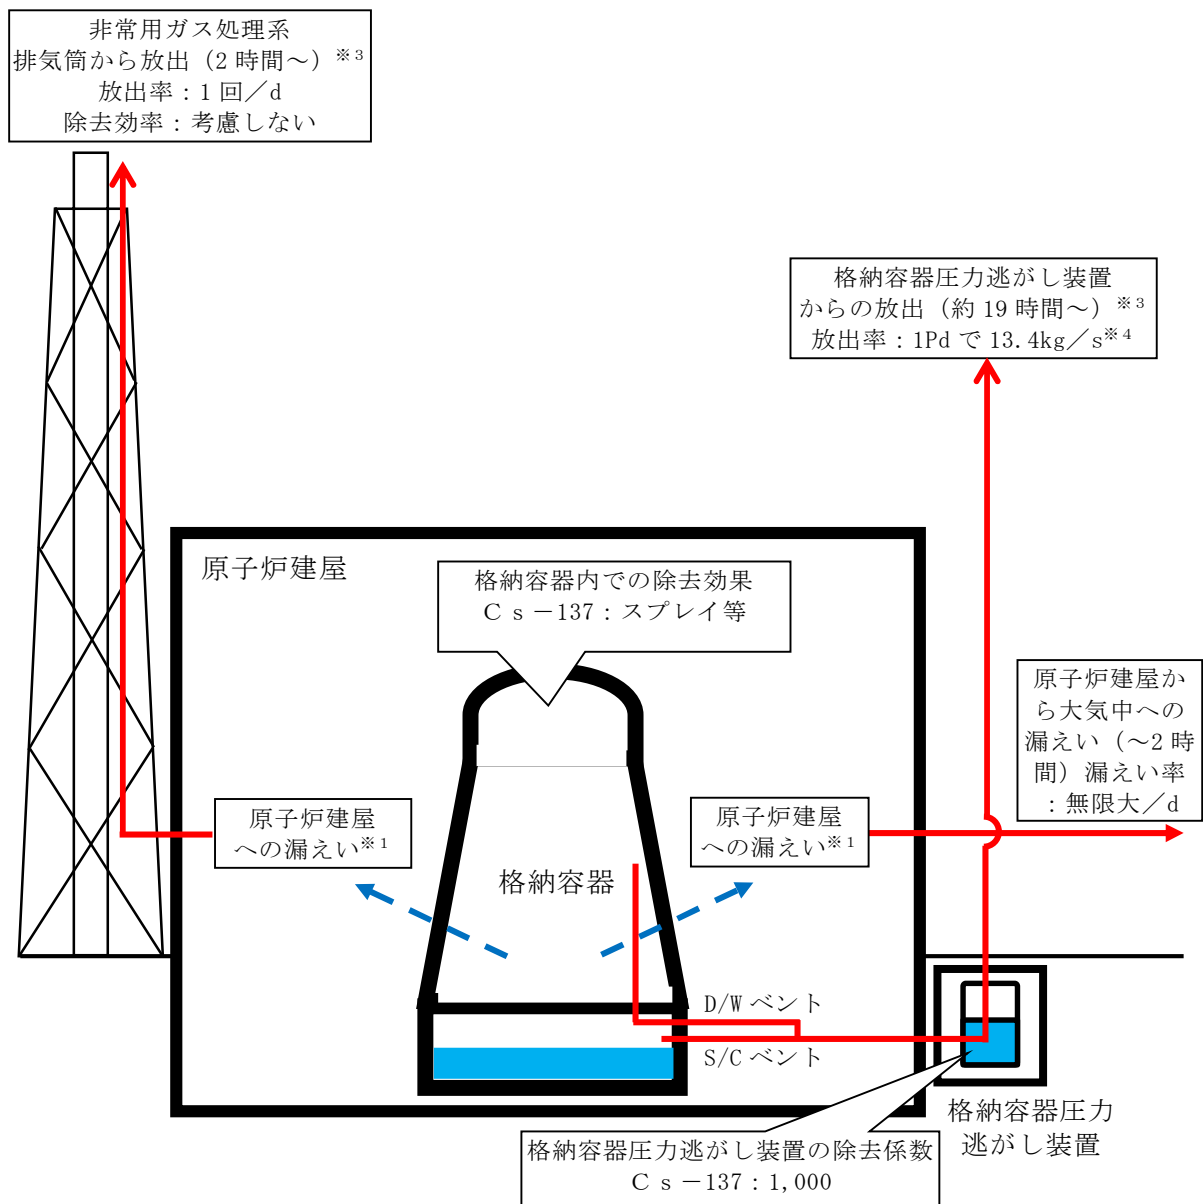 非常用ガス処理系
排気筒から放出（2 時間～）※3
放出率：1 回／d
除去効率：考慮しない
格納容器圧力逃がし装置
からの放出（約 19 時間～）※3
放出率：1Pd で 13.4kg／s※4
原子炉建屋
格納容器内での除去効果
Ｃｓ－137：スプレイ等
原子炉建屋か
ら大気中への
漏えい（～2 時
間）漏えい率
：無限大／d
原子炉建屋
への漏えい※1
原子炉建屋
への漏えい※1
格納容器
D/W ベント
S/C ベント
格納容器圧力
逃がし装置
格納容器圧力逃がし装置の除去係数
Ｃｓ－137：1,000